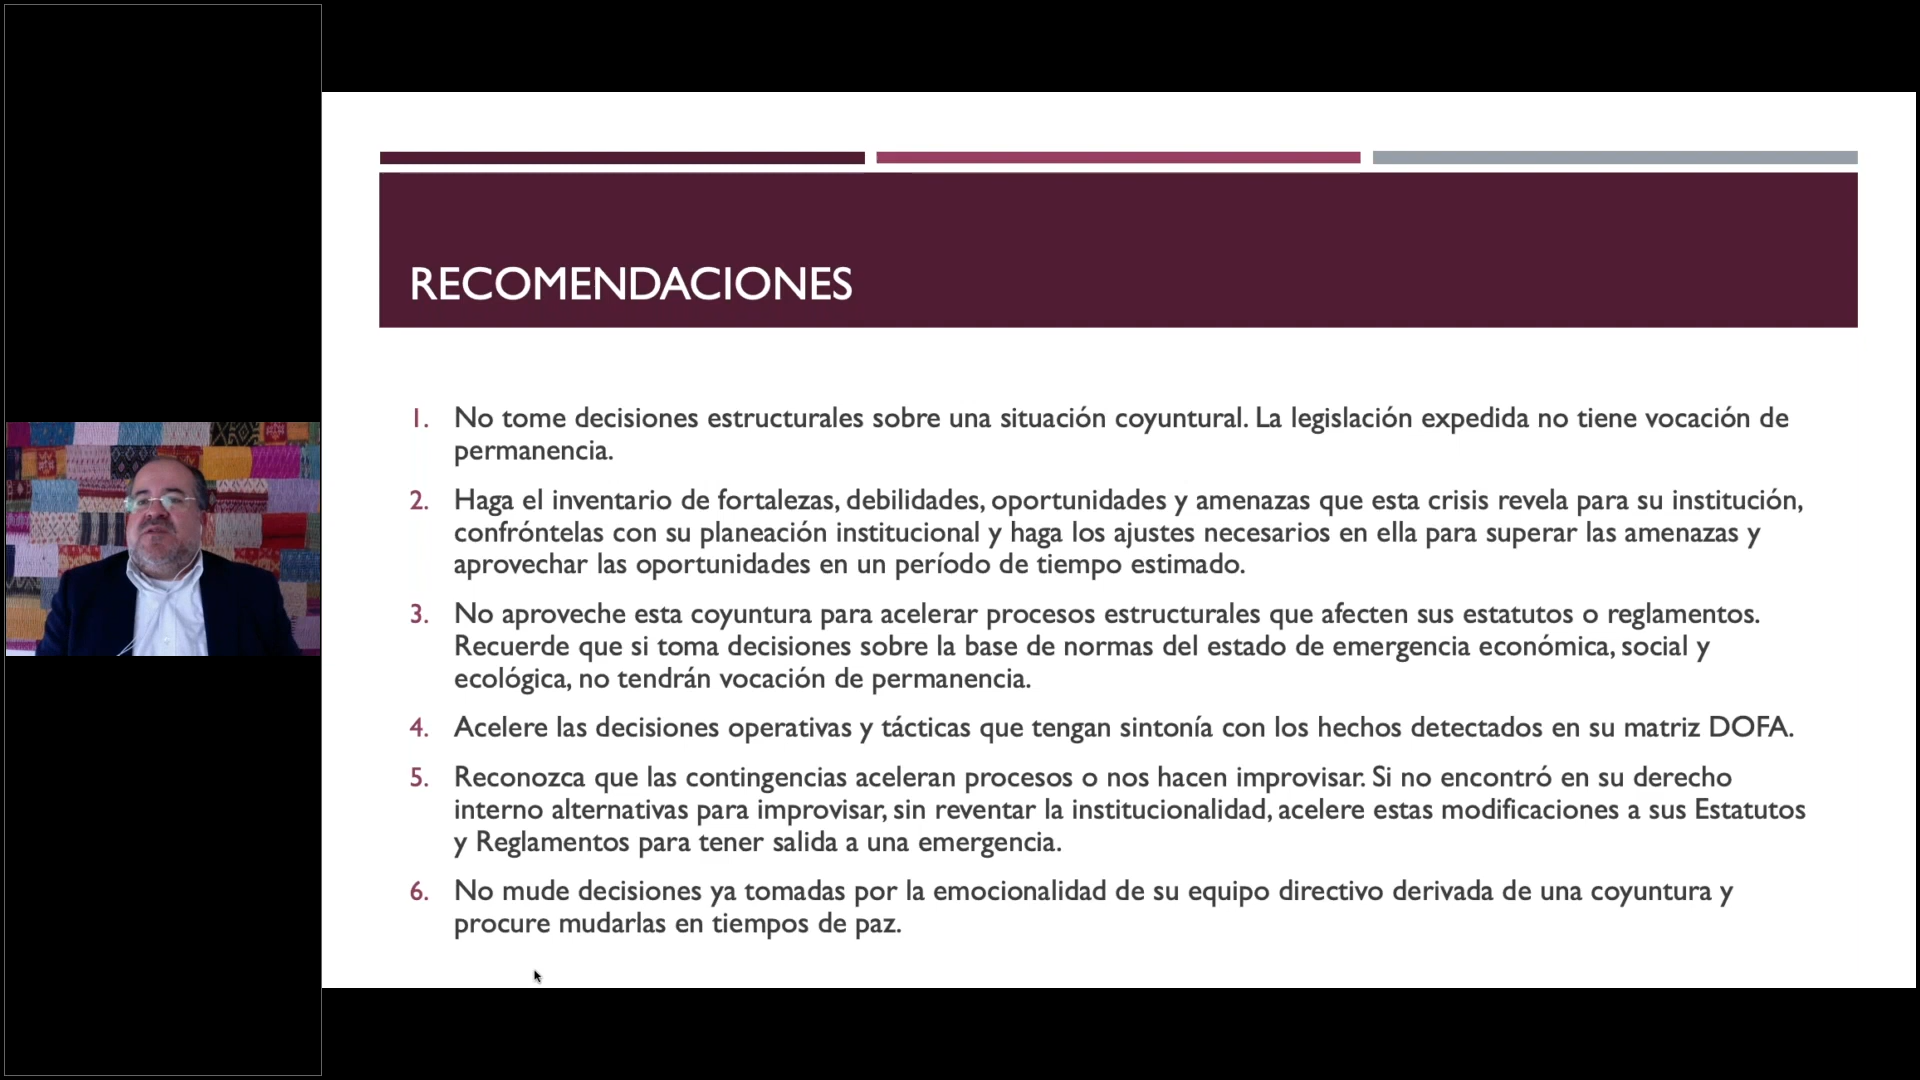 RECOMENDACIONES
1. No tome decisiones estructurales sobre una situación coyuntural. La legislación expedida no tiene vocación de
permanencia.
2. Haga el inventario de fortalezas, debilidades, oportunidades y amenazas que esta crisis revela para su institución,
confróntelas con su planeación institucional y haga los ajustes necesarios en ella para superar las amenazas y
aprovechar las oportunidades en un período de tiempo estimado.
3. No aproveche esta coyuntura para acelerar procesos estructurales que afecten sus estatutos o reglamentos.
Recuerde que si toma decisiones sobre la base de normas del estado de emergencia económica, social y
ecológica, no tendrán vocación de permanencia.
4. Acelere las decisiones operativas y tácticas que tengan sintonía con los hechos detectados en su matriz DOFA.
5. Reconozca que las contingencias aceleran procesos o nos hacen improvisar. Si no encontró en su derecho
interno alternativas para improvisar, sin reventar la institucionalidad, acelere estas modificaciones a sus Estatutos
y Reglamentos para tener salida a una emergencia.
6. No mude decisiones ya tomadas por la emocionalidad de su equipo directivo derivada de una coyuntura y
procure mudarlas en tiempos de paz.